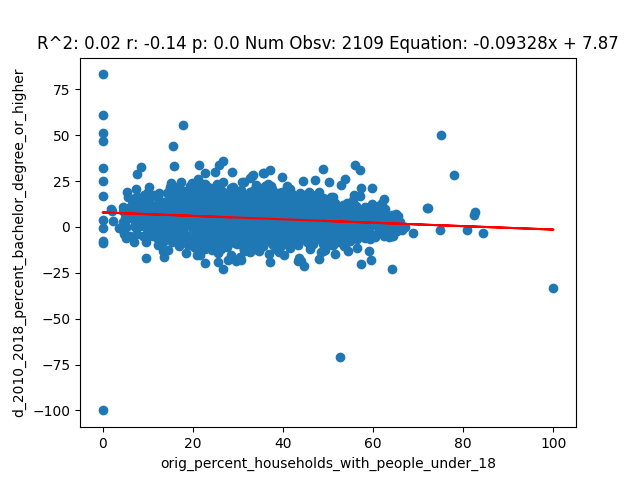 R^2: 0.02 r: -0.14 p: 0.0 Num Obsv: 2109 Equation: -0.09328x + 7.87
75
50
25
0
−25
−50
−75
−100
d_2010_2018_percent_bachelor_degree_or_higher
0 20 40 60 80 100
orig_percent_households_with_people_under_18